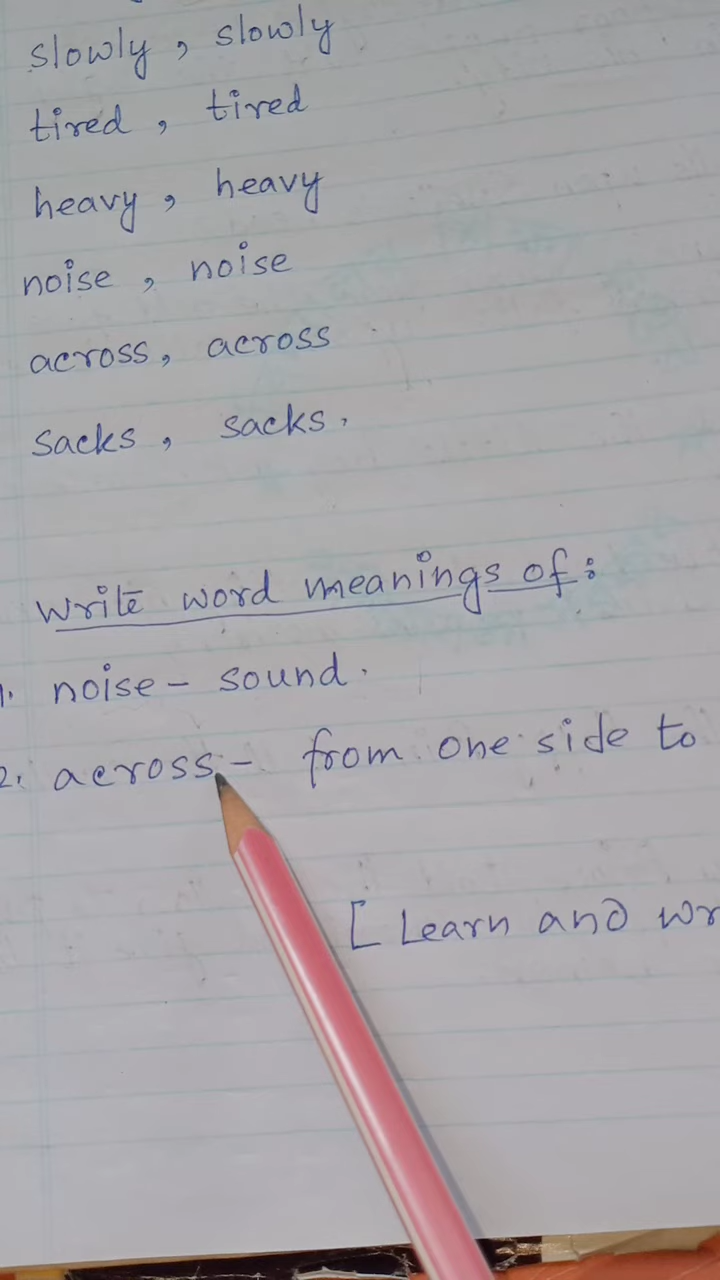 slowly, slowly
tired, tired
heavy, heavy
noise, noise
across, across
sacks, sacks.
Write word meanings of:
1. noise - sound.
2. across - from one side to
[ Learn and wr